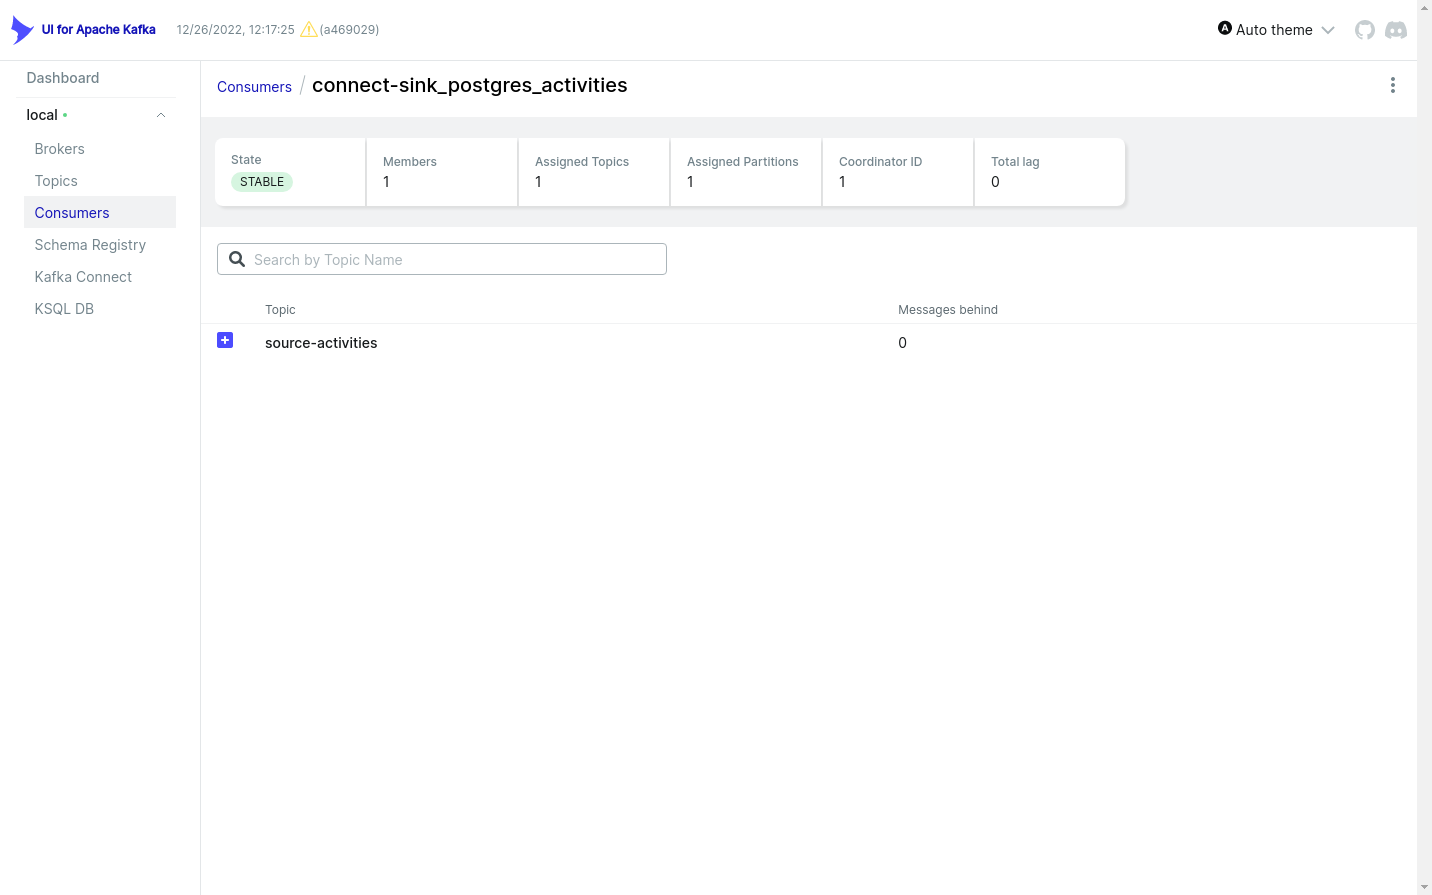 UI for Apache Kafka 12/26/2022, 12:17:25 (a469029) A Auto theme
Dashboard
local
Brokers
Topics
Consumers
Schema Registry
Kafka Connect
KSQL DB
Consumers / connect-sink_postgres_activities
State Members Assigned Topics Assigned Partitions Coordinator ID Total lag
STABLE 1 1 1 1 0
Search by Topic Name
Topic Messages behind
source-activities 0